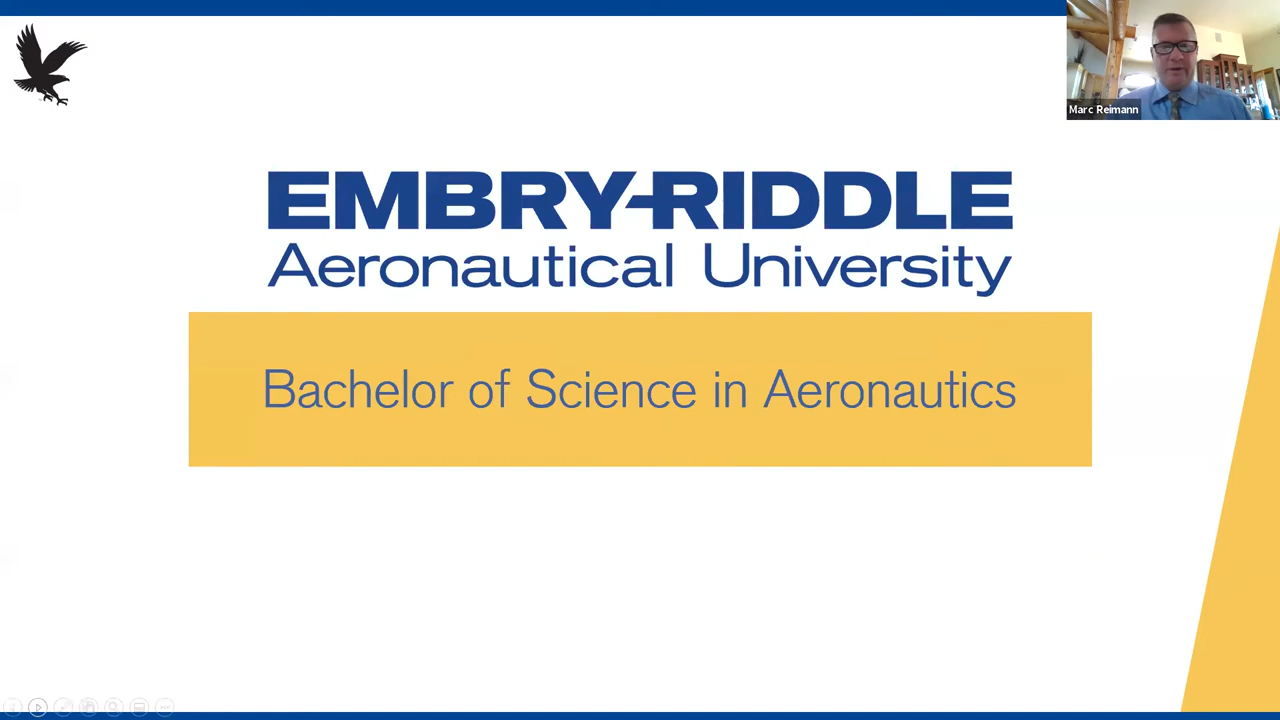 Marc Reimann
EMBRY-RIDDLE
Aeronautical University
Bachelor of Science in Aeronautics